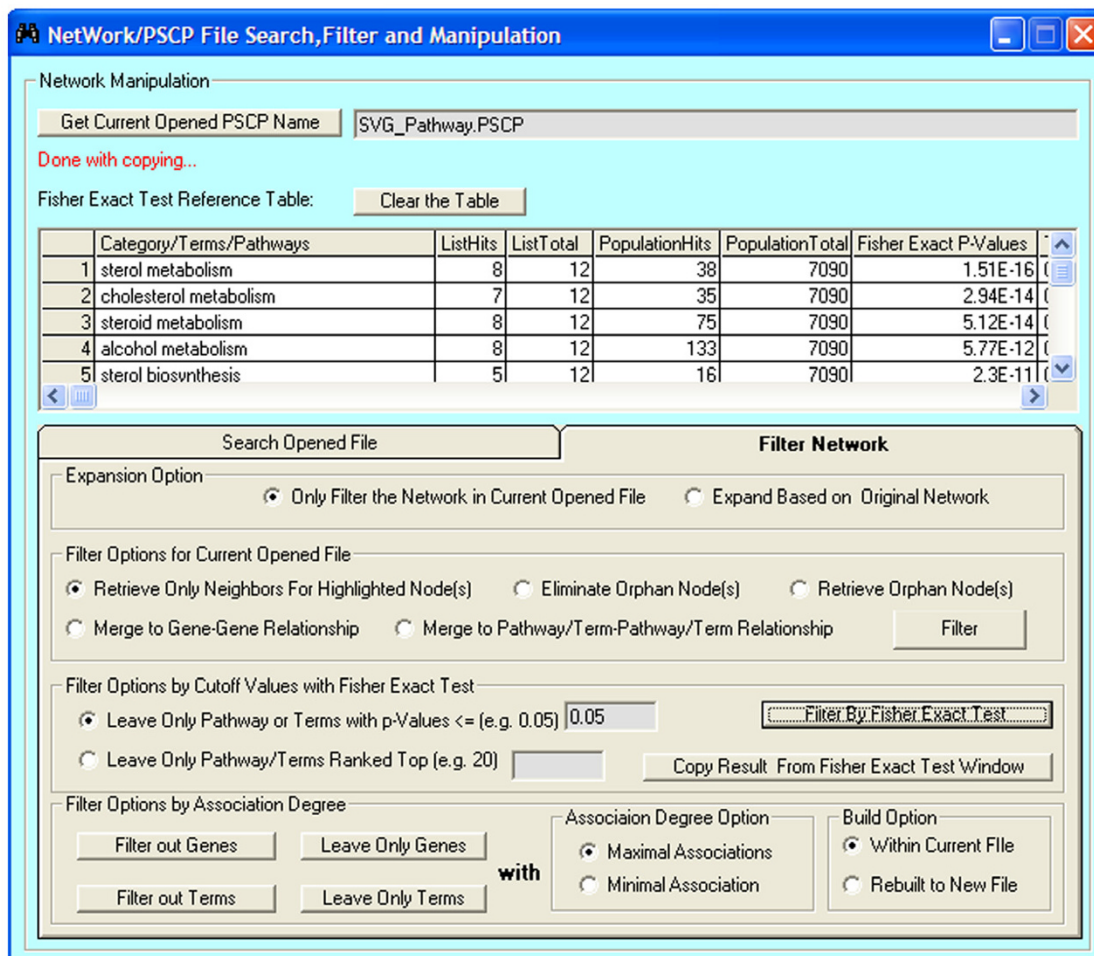 NetWork/PSCP File Search,Filter and Manipulation
Network Manipulation
Get Current Opened PSCP Name SVG_Pathway.PSCP
Done with copying...
Fisher Exact Test Reference Table: Clear the Table
Category/Terms/Pathways ListHits ListTotal PopulationHits PopulationTotal Fisher Exact P-Values
1 sterol metabolism 8 12 38 7090 1.51E-16
2 cholesterol metabolism 7 12 35 7090 2.94E-14
3 steroid metabolism 8 12 75 7090 5.12E-14
4 alcohol metabolism 8 12 133 7090 5.77E-12
5 sterol biosynthesis 5 12 16 7090 2.3E-11
Search Opened File Filter Network
Expansion Option
Only Filter the Network in Current Opened File Expand Based on Original Network
Filter Options for Current Opened File
Retrieve Only Neighbors For Highlighted Node(s) Eliminate Orphan Node(s) Retrieve Orphan Node(s)
Merge to Gene-Gene Relationship Merge to Pathway/Term-Pathway/Term Relationship Filter
Filter Options by Cutoff Values with Fisher Exact Test
Leave Only Pathway or Terms with p-Values <= (e.g. 0.05) 0.05 Filter By Fisher Exact Test
Leave Only Pathway/Terms Ranked Top (e.g. 20) Copy Result From Fisher Exact Test Window
Filter Options by Association Degree Associaion Degree Option Build Option
Filter out Genes Leave Only Genes Maximal Associations Within Current FIle
with
Filter out Terms Leave Only Terms Minimal Association Rebuilt to New File